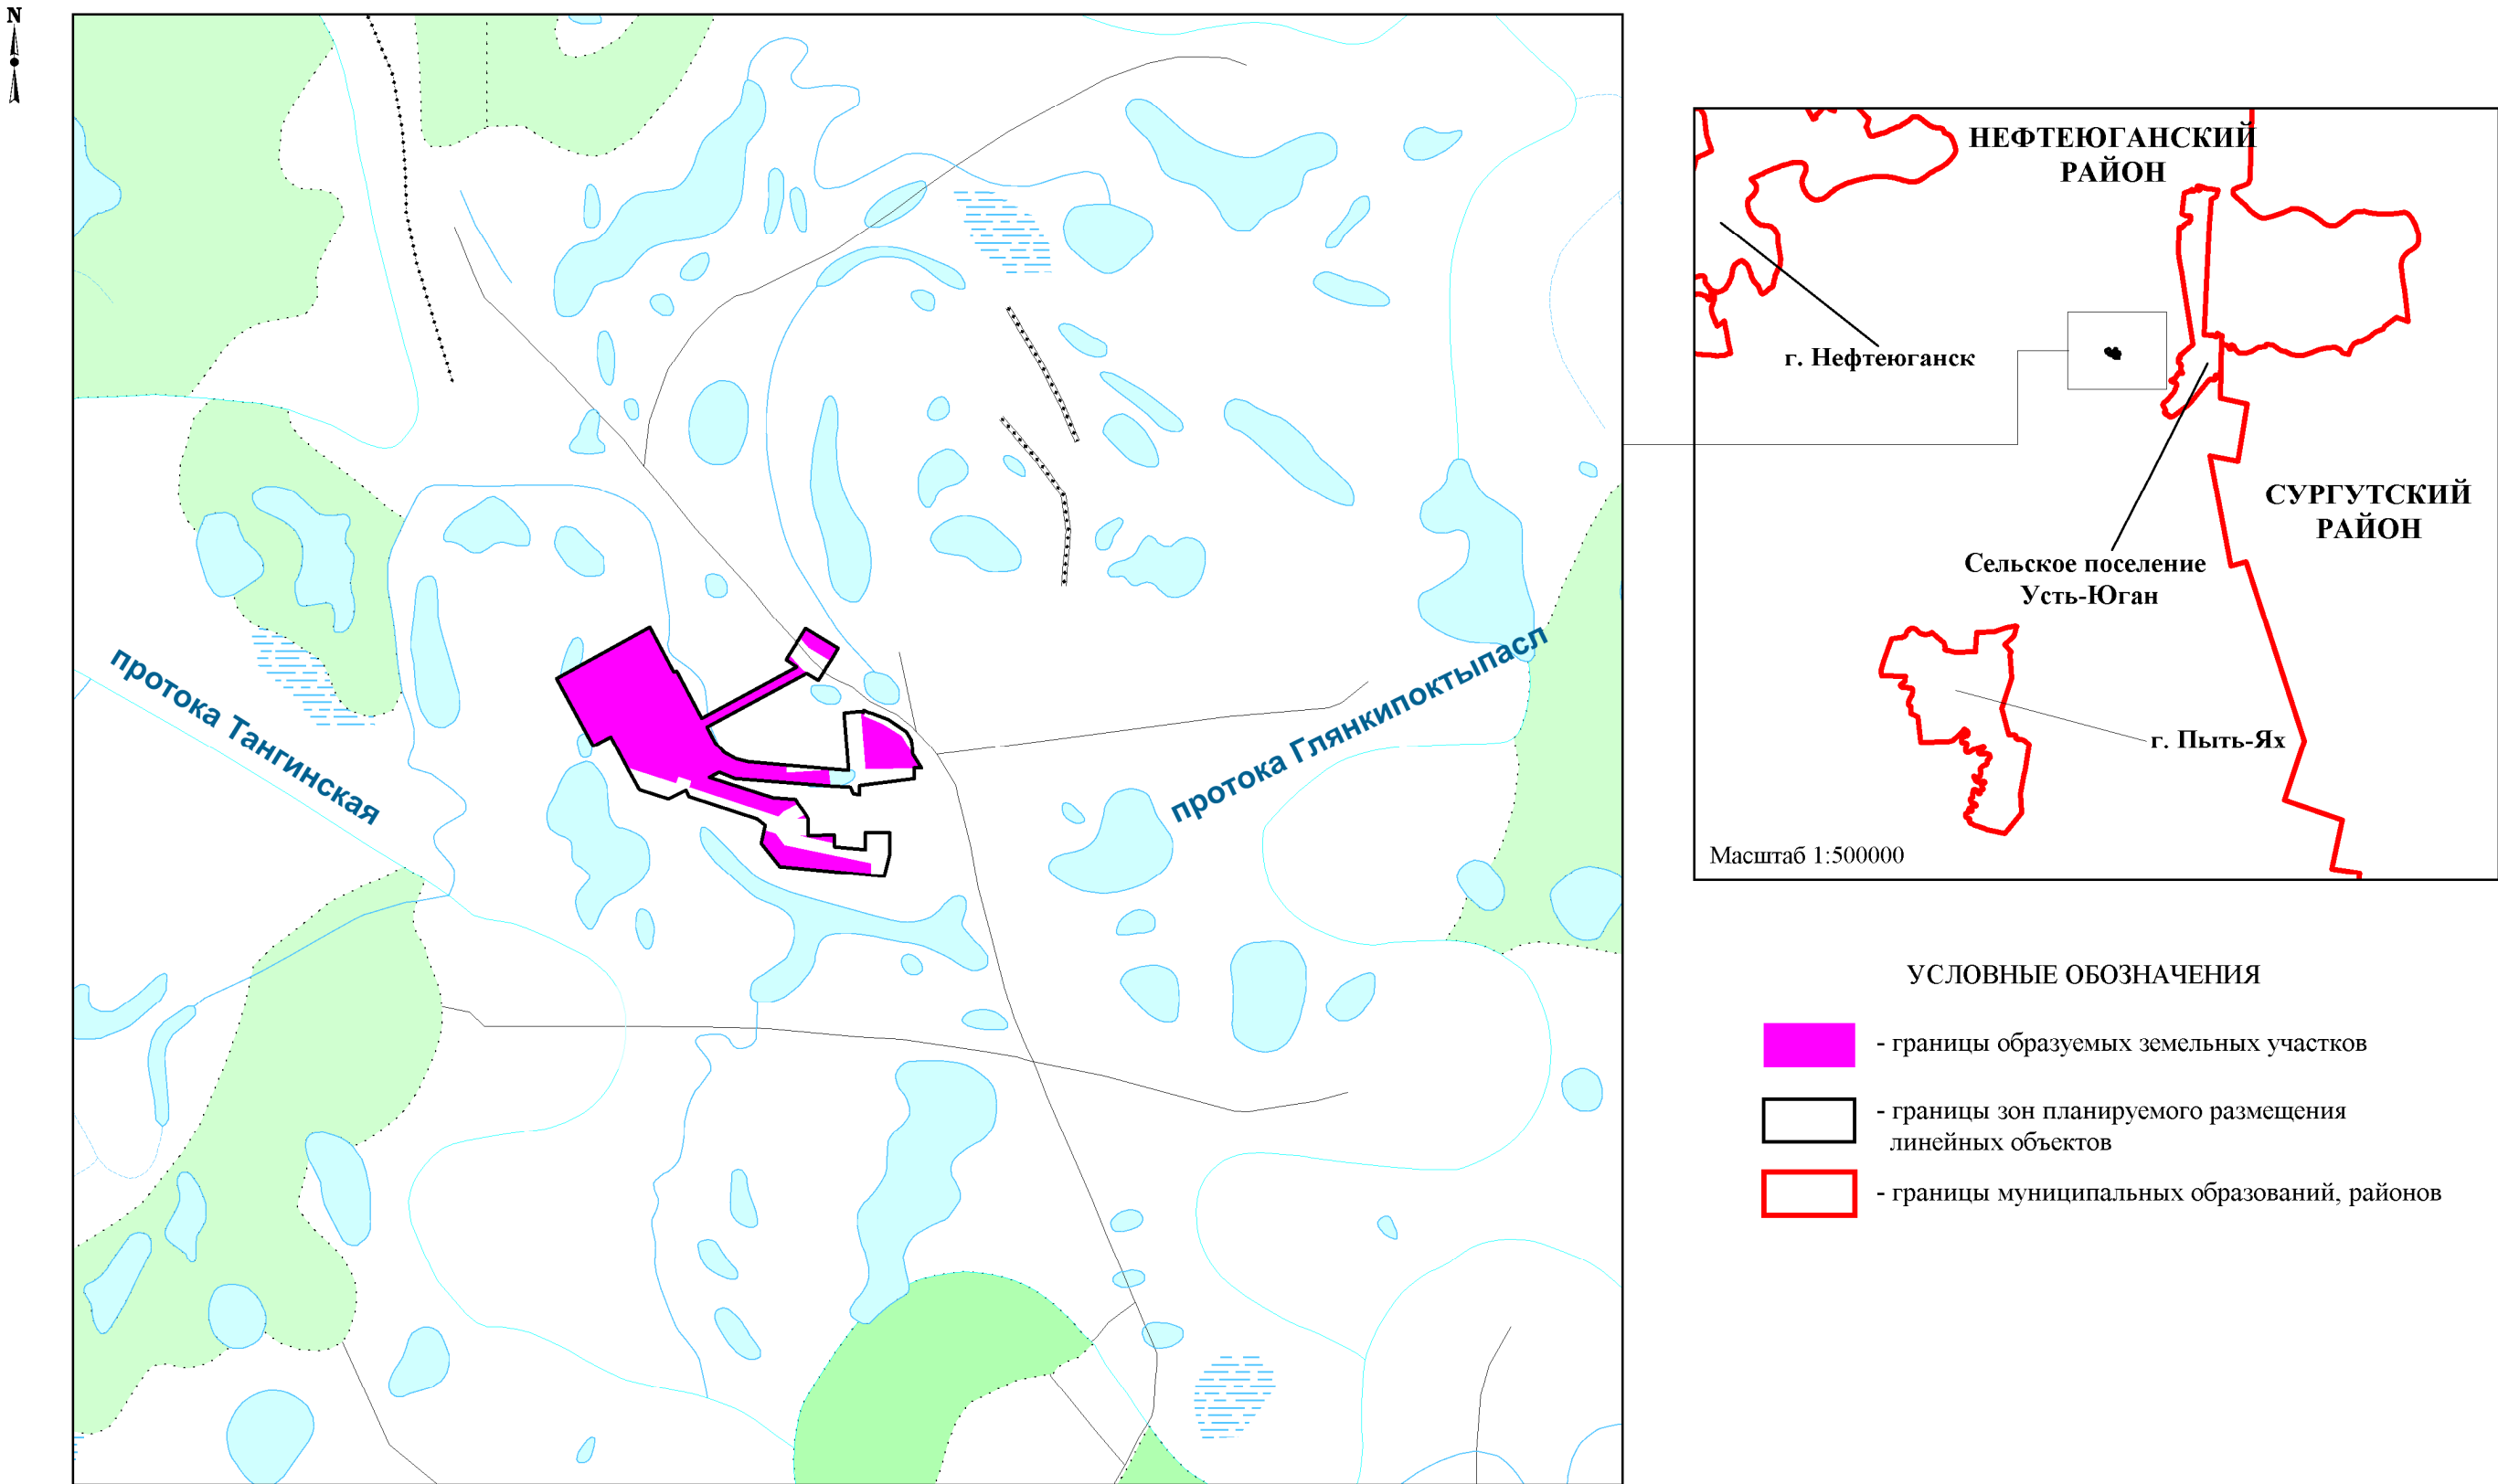 N
протока Тангинская
протока Глянкипоктыпасл
НЕФТЕЮГАНСКИЙ
РАЙОН
г. Нефтеюганск
СУРГУТСКИЙ
РАЙОН
Сельское поселение
Усть-Юган
г. Пыть-Ях
Масштаб 1:500000
УСЛОВНЫЕ ОБОЗНАЧЕНИЯ
- границы образуемых земельных участков
- границы зон планируемого размещения
линейных объектов
- границы муниципальных образований, районов